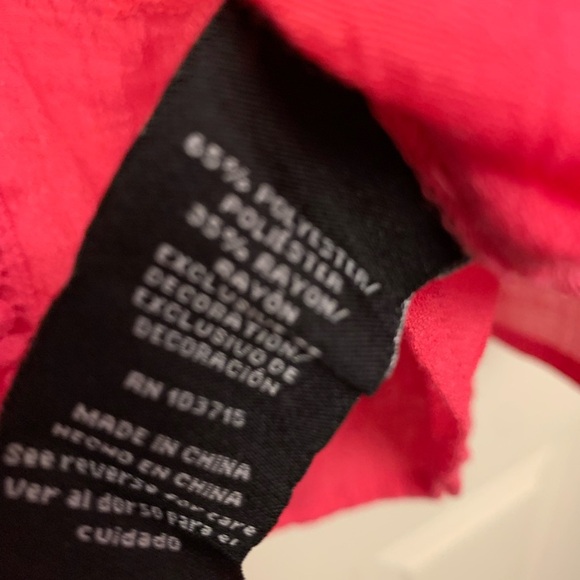 65% POLYESTER/
POLIÉSTER
35% RAYON/
RAYÓN
EXCLUSIVE OF
DECORATION/
EXCLUSIVO DE
DECORACIÓN
RN 103715
MADE IN CHINA
HECHO EN CHINA
See reverse for care
Ver al dorso para el
cuidado